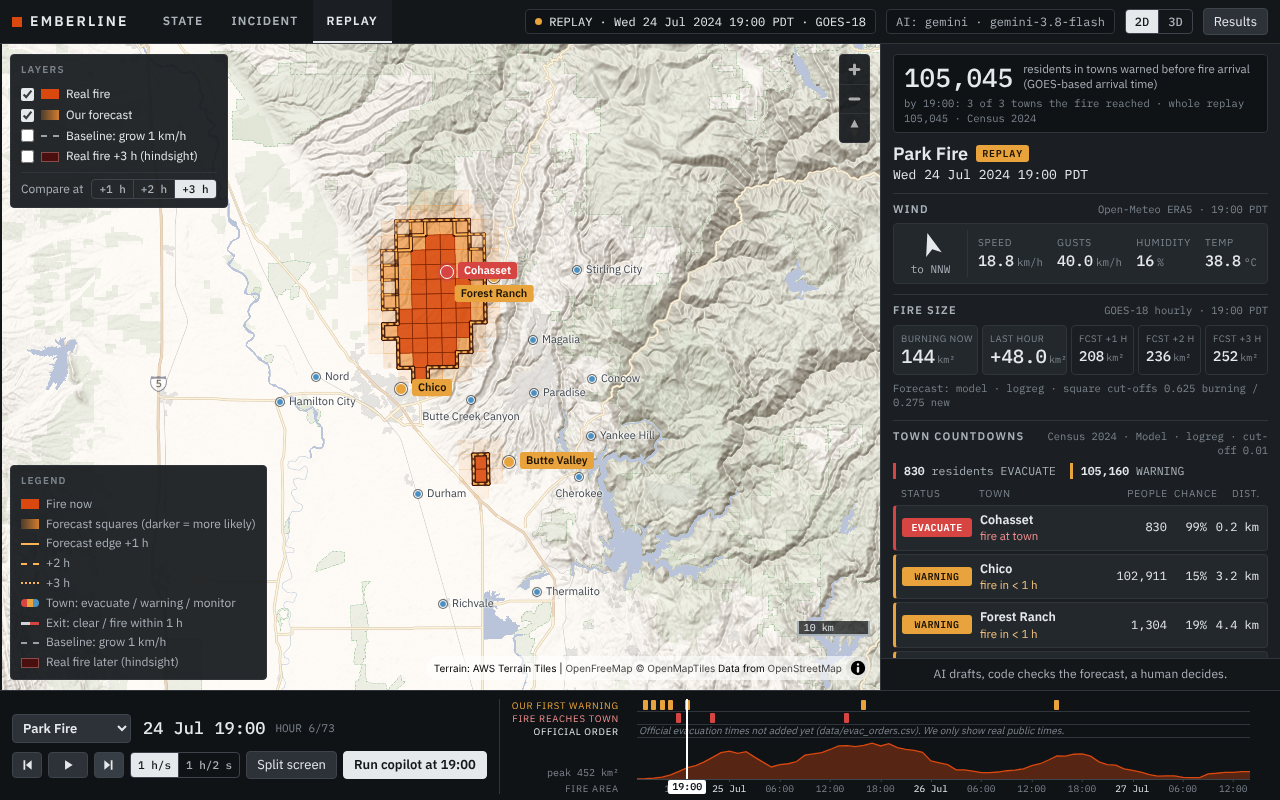 EMBERLINE
STATE
INCIDENT
REPLAY
REPLAY · Wed 24 Jul 2024 19:00 PDT · GOES-18
AI: gemini · gemini-3.8-flash
2D 3D
Results
LAYERS
Real fire
Our forecast
Baseline: grow 1 km/h
Real fire +3 h (hindsight)
Compare at +1 h +2 h +3 h
Cohasset
Forest Ranch
Stirling City
Magalia
Nord
Hamilton City
5
Chico
Concow
Paradise
Butte Creek Canyon
Yankee Hill
Butte Valley
Durham
Cherokee
Thermalito
Richvale
10 km
Terrain: AWS Terrain Tiles | OpenFreeMap © OpenMapTiles Data from OpenStreetMap
LEGEND
Fire now
Forecast squares (darker = more likely)
Forecast edge +1 h
+2 h
+3 h
Town: evacuate / warning / monitor
Exit: clear / fire within 1 h
Baseline: grow 1 km/h
Real fire later (hindsight)
105,045 residents in towns warned before fire arrival
(GOES-based arrival time)
by 19:00: 3 of 3 towns the fire reached · whole replay
105,045 · Census 2024
Park Fire REPLAY
Wed 24 Jul 2024 19:00 PDT
WIND Open-Meteo ERA5 · 19:00 PDT
to NNW
SPEED GUSTS HUMIDITY TEMP
18.8 km/h 40.0 km/h 16 % 38.8 °C
FIRE SIZE GOES-18 hourly · 19:00 PDT
BURNING NOW LAST HOUR FCST +1 H FCST +2 H FCST +3 H
144 km² +48.0 km² 208 km² 236 km² 252 km²
Forecast: model · logreg · square cut-offs 0.625 burning /
0.275 new
TOWN COUNTDOWNS Census 2024 · Model · logreg · cut-
off 0.01
830 residents EVACUATE 105,160 WARNING
STATUS TOWN PEOPLE CHANCE DIST.
EVACUATE Cohasset 830 99% 0.2 km
fire at town
WARNING Chico 102,911 15% 3.2 km
fire in < 1 h
WARNING Forest Ranch 1,304 19% 4.4 km
fire in < 1 h
AI drafts, code checks the forecast, a human decides.
Park Fire 24 Jul 19:00 HOUR 6/73
1 h/s 1 h/2 s Split screen Run copilot at 19:00
OUR FIRST WARNING
FIRE REACHES TOWN
OFFICIAL ORDER Official evacuation times not added yet (data/evac_orders.csv). We only show real public times.
peak 452 km²
FIRE AREA 19:00 25 Jul 06:00 12:00 18:00 26 Jul 06:00 12:00 18:00 27 Jul 06:00 12:00